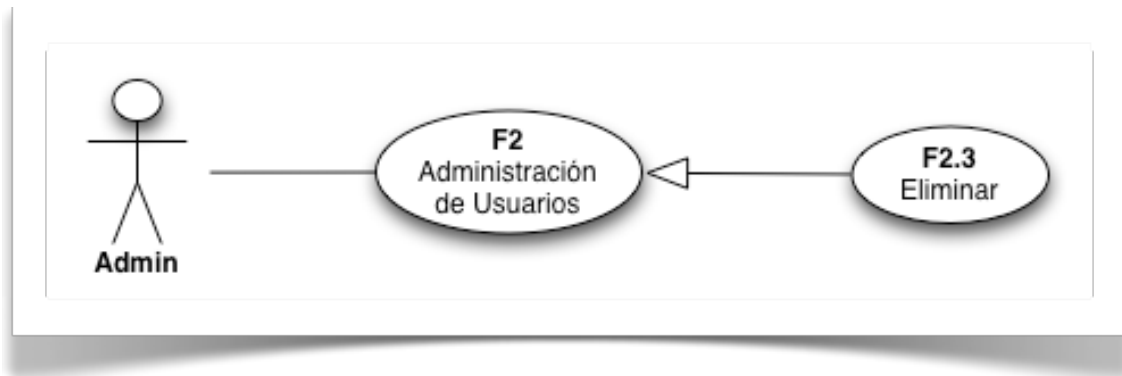 F2
Administración
de Usuarios
F2.3
Eliminar
Admin